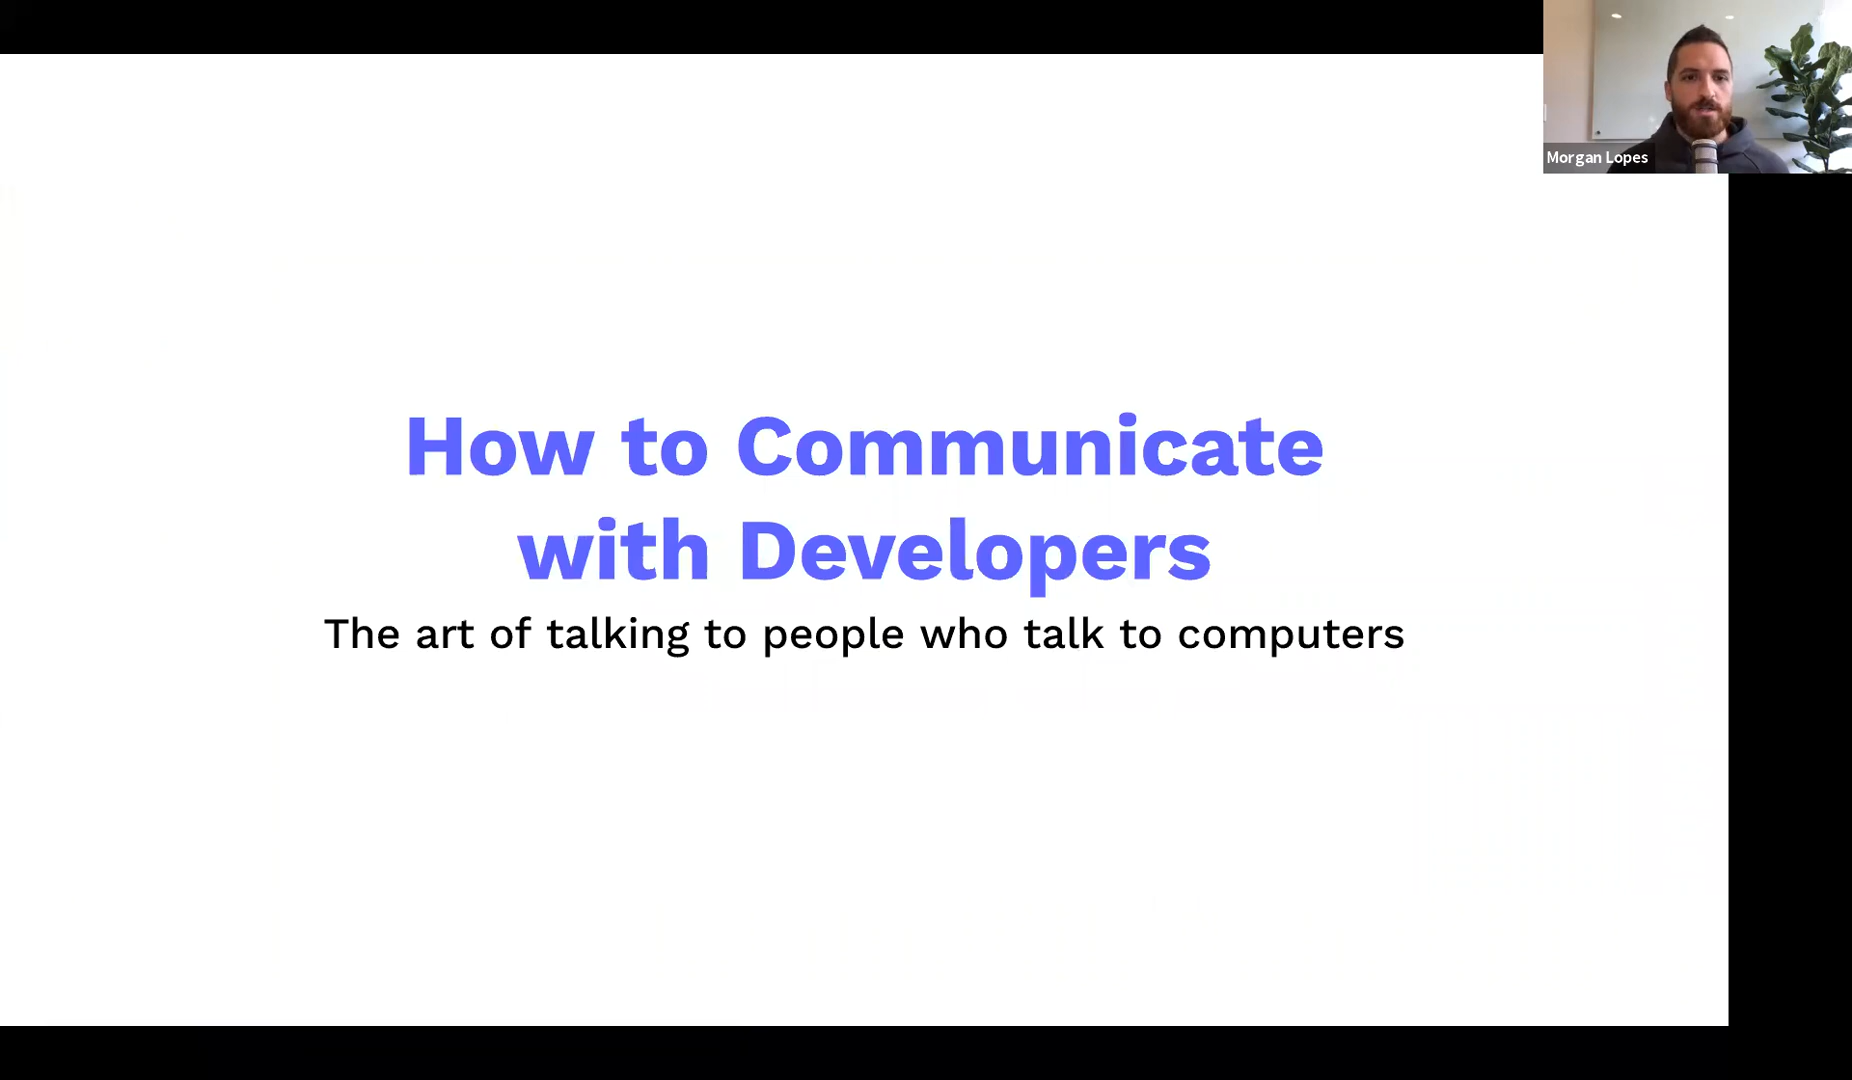 Morgan Lopes
How to Communicate
with Developers
The art of talking to people who talk to computers